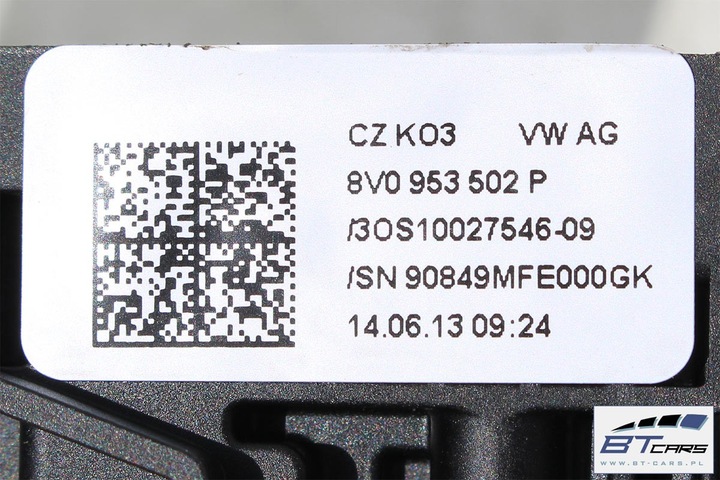 CZ K03 VW AG
8V0 953 502 P
/3OS10027546-09
/SN 90849MFE000GK
14.06.13 09:24
BT CARS
WWW.BT-CARS.PL